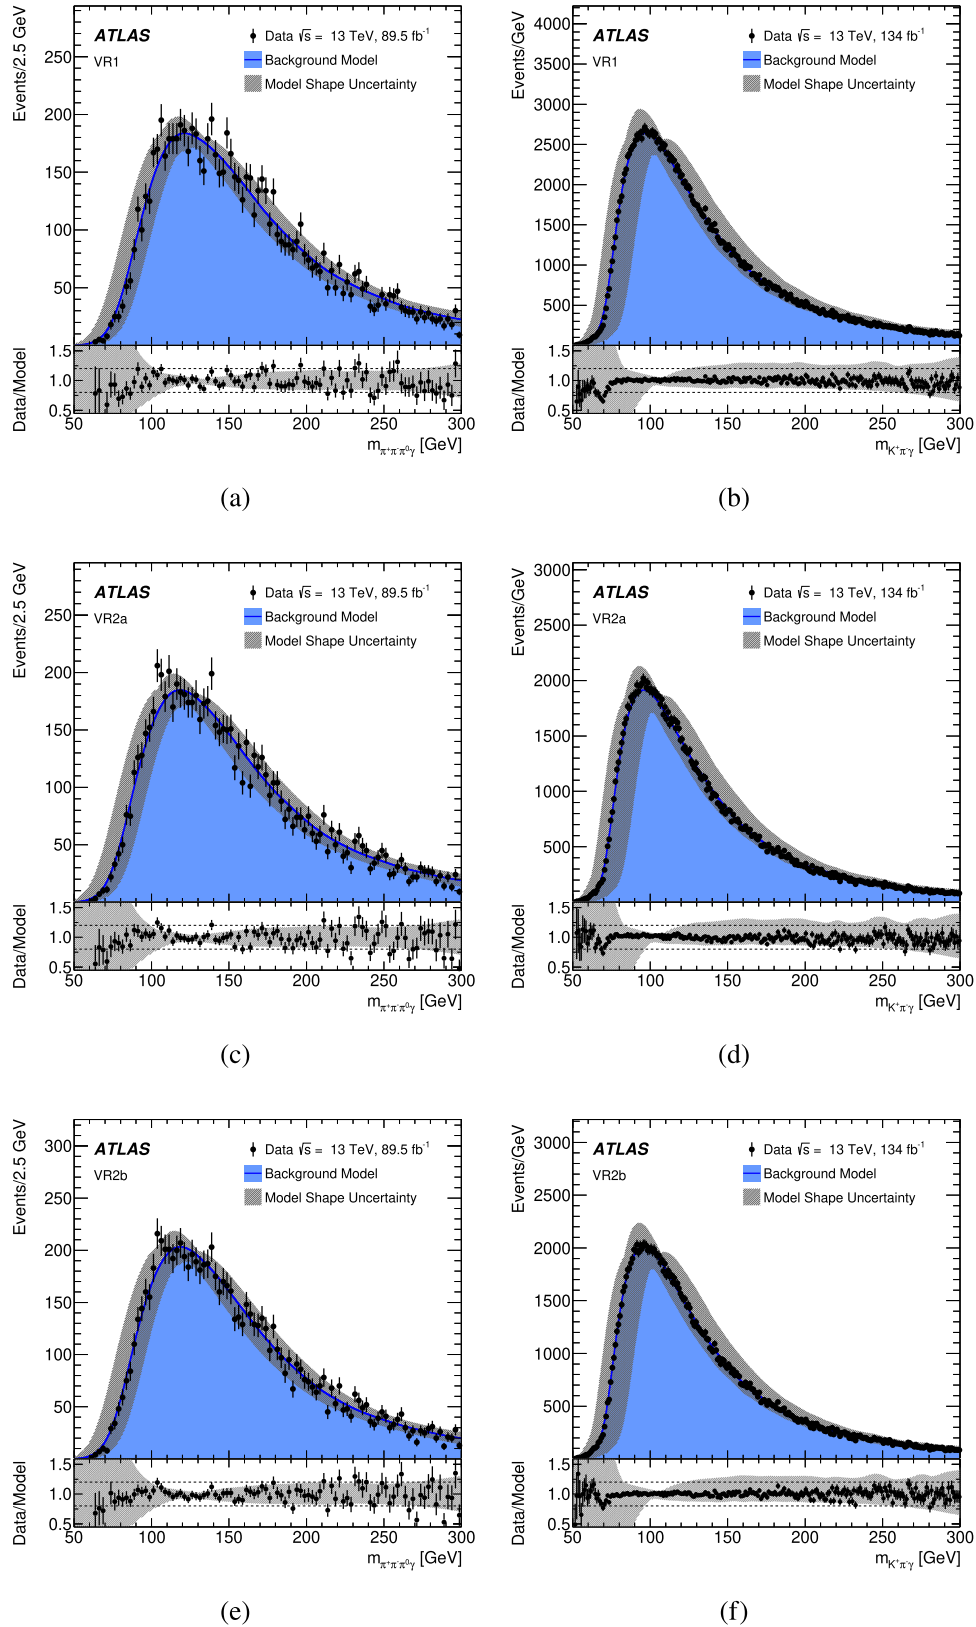 Events/2.5 GeV
ATLAS
VR1
Data √s = 13 TeV, 89.5 fb⁻¹
Background Model
Model Shape Uncertainty
250
200
150
100
50
Data/Model
1.5
1.0
0.5
50 100 150 200 250 300
m_π⁺π⁻π⁰γ [GeV]
(a)
Events/GeV
ATLAS
VR1
Data √s = 13 TeV, 134 fb⁻¹
Background Model
Model Shape Uncertainty
4000
3500
3000
2500
2000
1500
1000
500
Data/Model
1.5
1.0
0.5
50 100 150 200 250 300
m_K⁺π⁻γ [GeV]
(b)
Events/2.5 GeV
ATLAS
VR2a
Data √s = 13 TeV, 89.5 fb⁻¹
Background Model
Model Shape Uncertainty
250
200
150
100
50
Data/Model
1.5
1.0
0.5
50 100 150 200 250 300
m_π⁺π⁻π⁰γ [GeV]
(c)
Events/GeV
ATLAS
VR2a
Data √s = 13 TeV, 134 fb⁻¹
Background Model
Model Shape Uncertainty
3000
2500
2000
1500
1000
500
Data/Model
1.5
1.0
0.5
50 100 150 200 250 300
m_K⁺π⁻γ [GeV]
(d)
Events/2.5 GeV
ATLAS
VR2b
Data √s = 13 TeV, 89.5 fb⁻¹
Background Model
Model Shape Uncertainty
300
250
200
150
100
50
Data/Model
1.5
1.0
0.5
50 100 150 200 250 300
m_π⁺π⁻π⁰γ [GeV]
(e)
Events/GeV
ATLAS
VR2b
Data √s = 13 TeV, 134 fb⁻¹
Background Model
Model Shape Uncertainty
3000
2500
2000
1500
1000
500
Data/Model
1.5
1.0
0.5
50 100 150 200 250 300
m_K⁺π⁻γ [GeV]
(f)